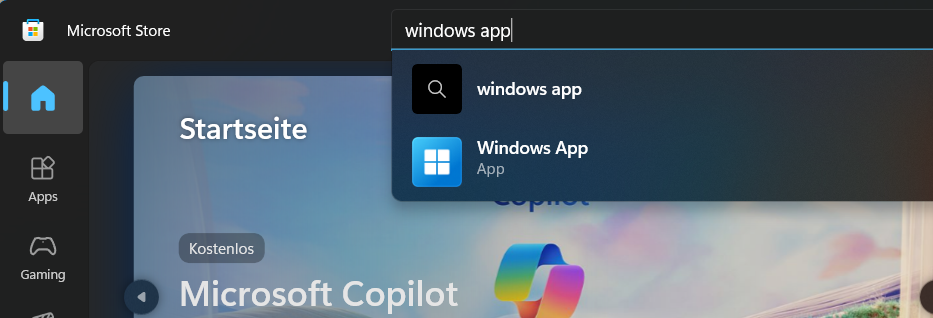 Microsoft Store
windows app
windows app
Windows App
App
Startseite
Apps
Copilot
Kostenlos
Gaming
Microsoft Copilot